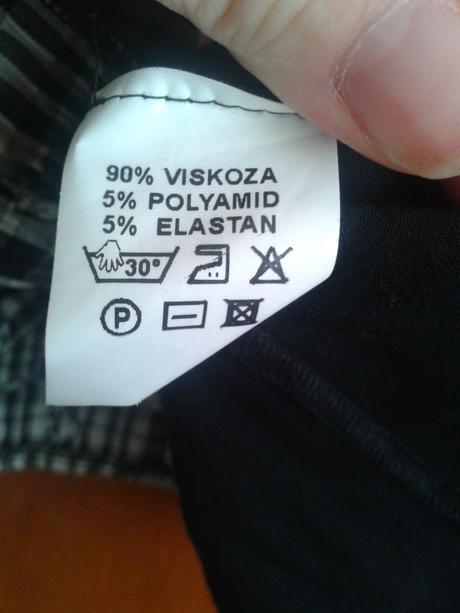 90% VISKOZA
5% POLYAMID
5% ELASTAN
30°
P